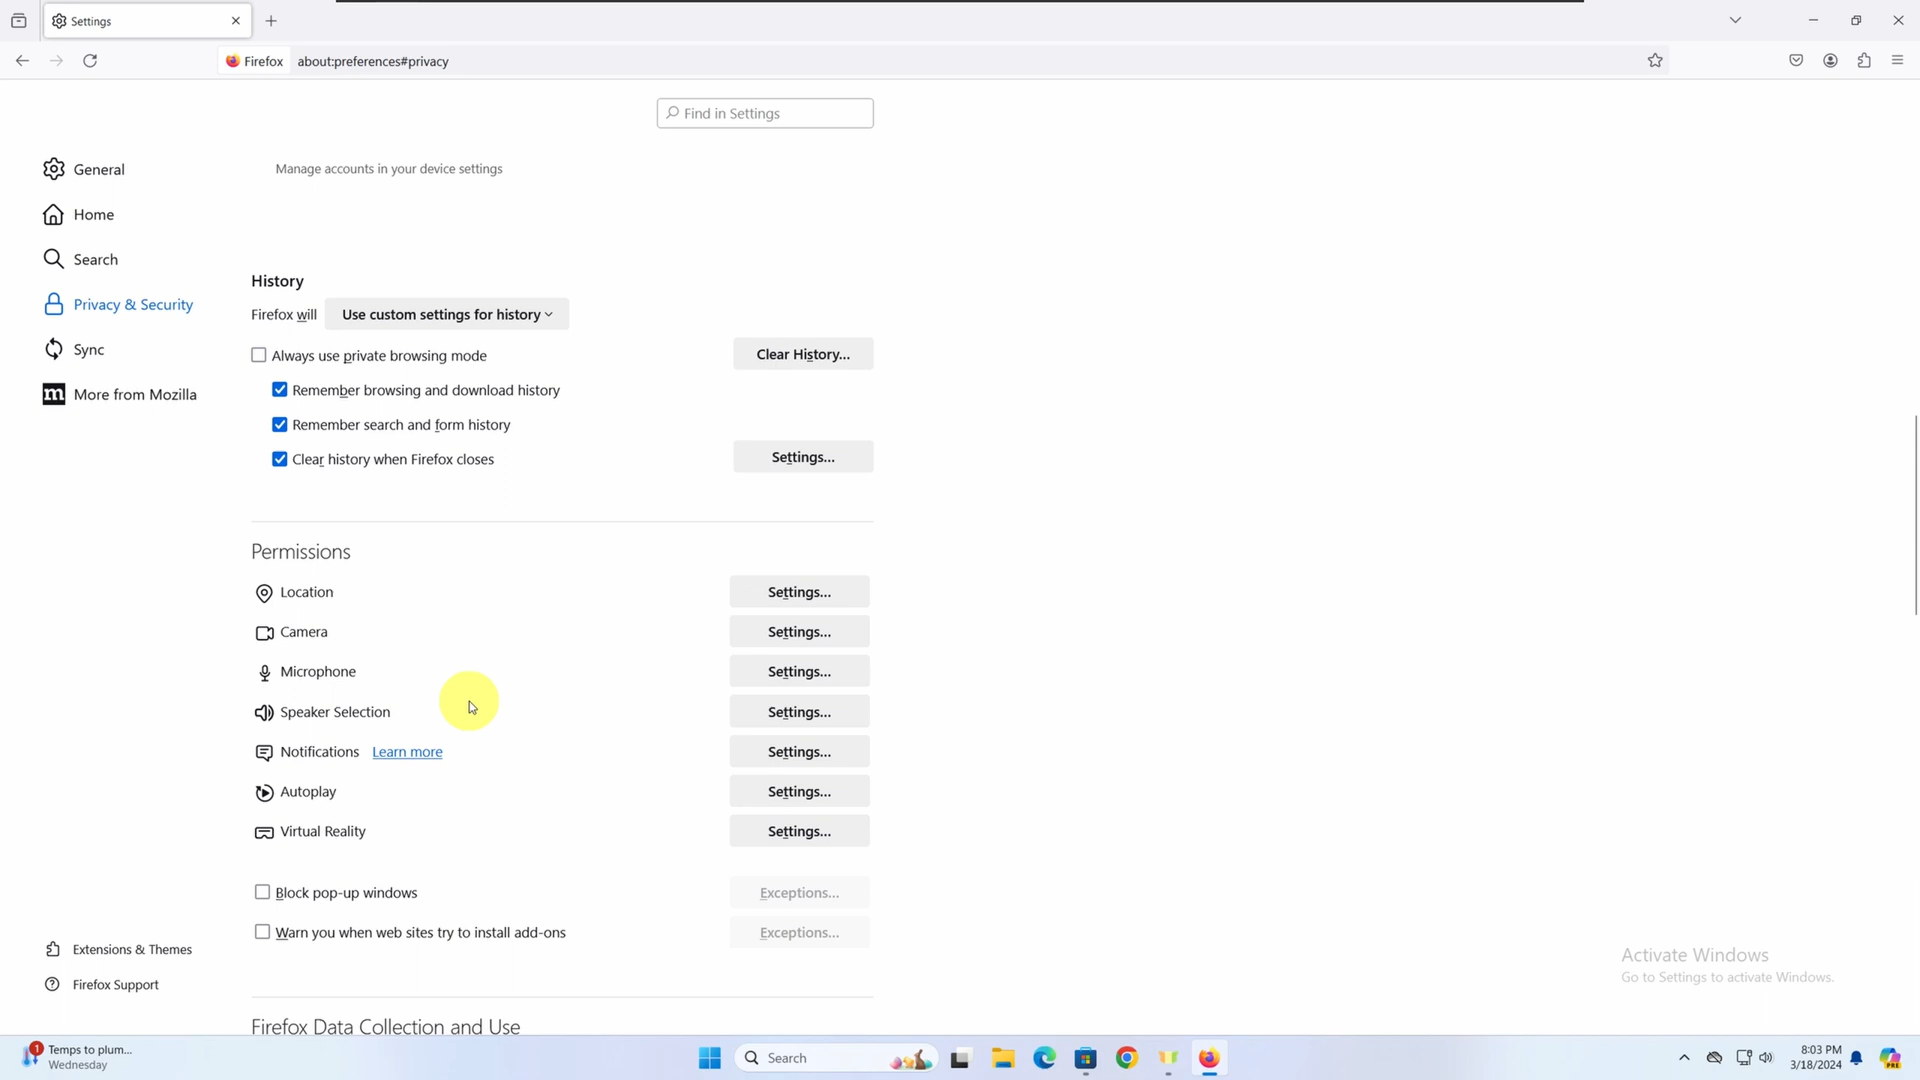 Settings
Firefox
about:preferences#privacy
Find in Settings
General
Home
Search
Privacy & Security
Sync
More from Mozilla
Extensions & Themes
Firefox Support
Manage accounts in your device settings
History
Firefox will Use custom settings for history
Always use private browsing mode Clear History...
Remember browsing and download history
Remember search and form history
Clear history when Firefox closes Settings...
Permissions
Location Settings...
Camera Settings...
Microphone Settings...
Speaker Selection Settings...
Notifications Learn more Settings...
Autoplay Settings...
Virtual Reality Settings...
Block pop-up windows Exceptions...
Warn you when web sites try to install add-ons Exceptions...
Firefox Data Collection and Use
Activate Windows
Go to Settings to activate Windows.
1
Temps to plum...
Wednesday
Search
8:03 PM
3/18/2024
PRE